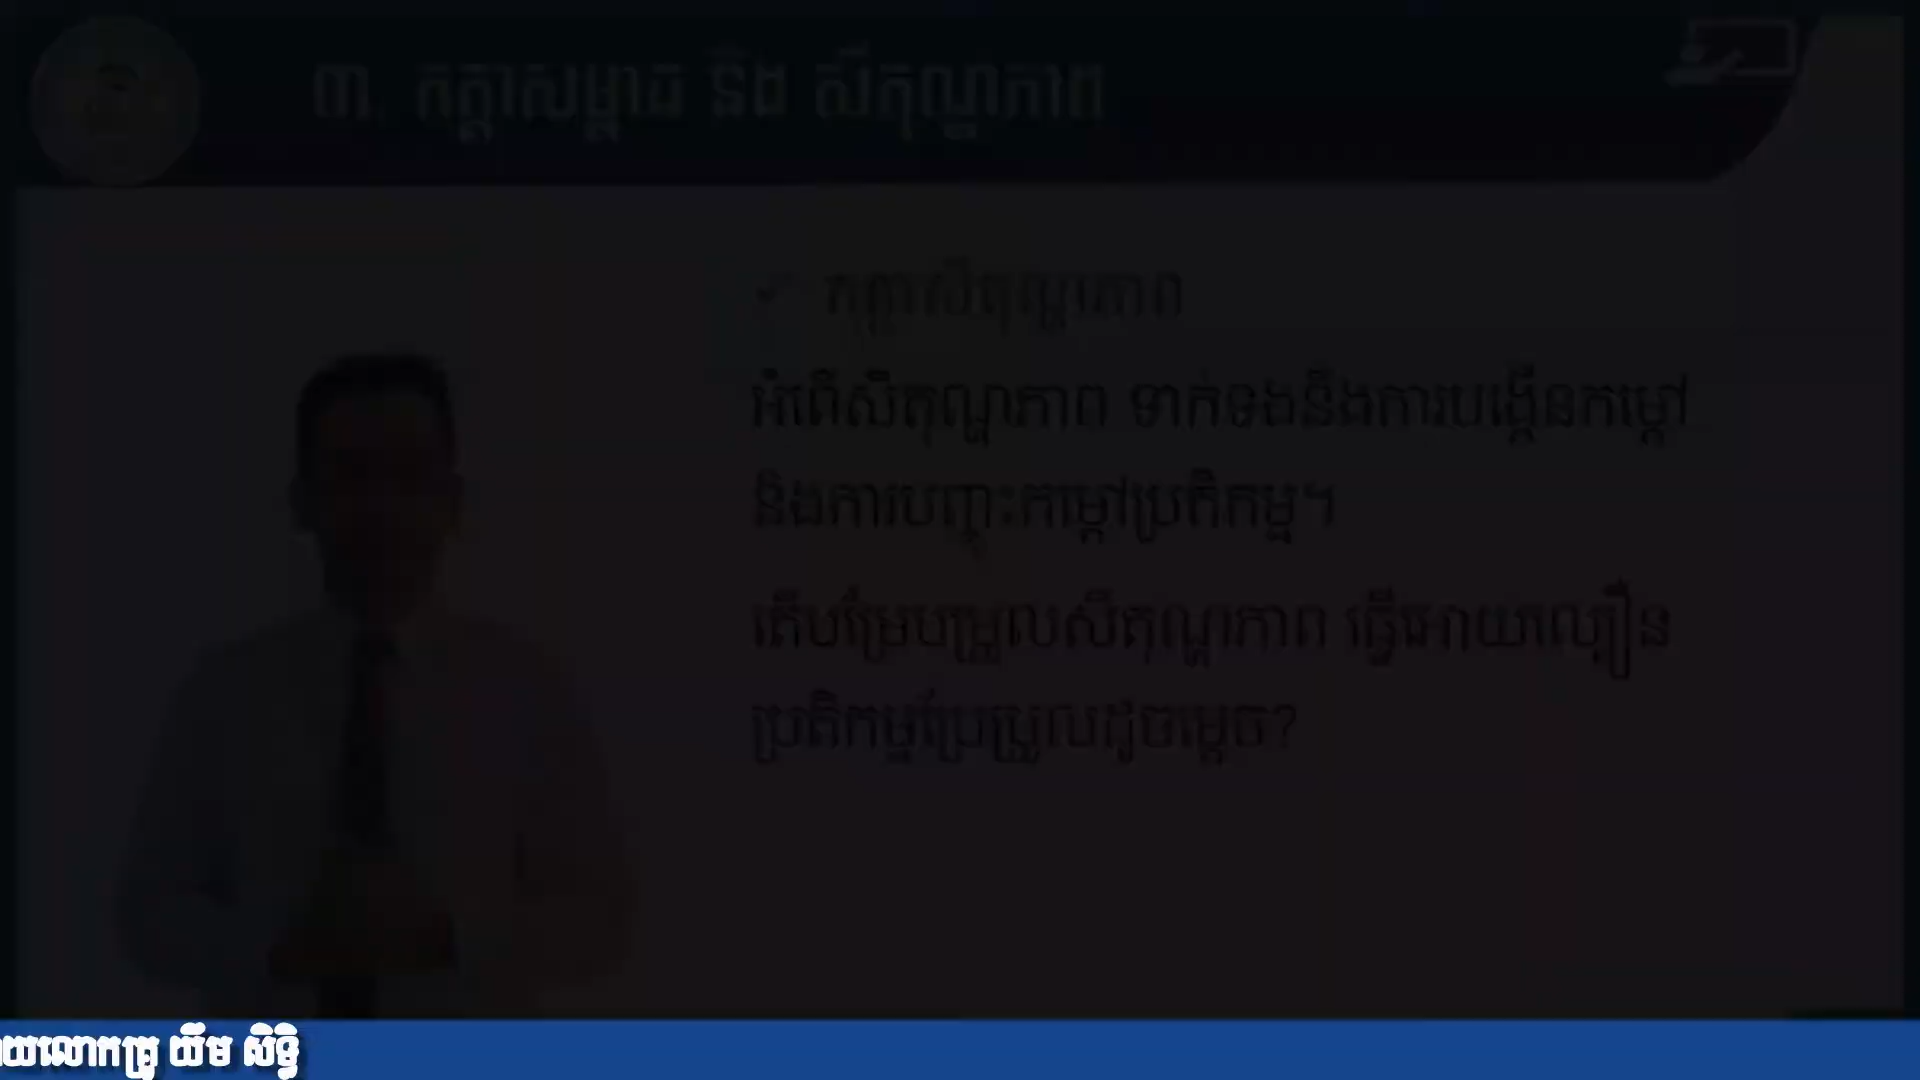 ៣. កត្តាសម្ពាធ និង សីតុណ្ហភាព
✓ កត្តាសីតុណ្ហភាព
អំពើសីតុណ្ហភាព ទាក់ទងនឹងការបង្កើនកម្តៅ
និងការបញ្ចុះកម្តៅប្រតិកម្ម។
តើបម្រែបម្រួលសីតុណ្ហភាព ធ្វើអោយល្បឿន
ប្រតិកម្មប្រែប្រួលដូចម្តេច?
យលោកគ្រូ យឹម សិទ្ធិ